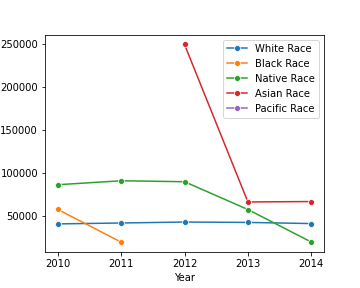 250000
200000
150000
100000
50000
2010 2011 2012 2013 2014
Year
White Race
Black Race
Native Race
Asian Race
Pacific Race